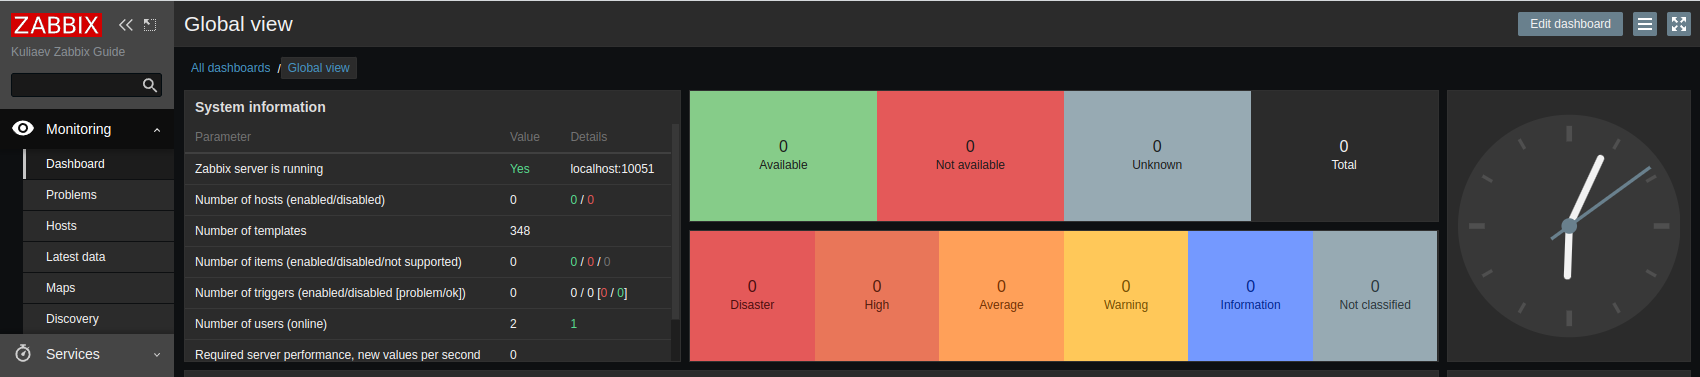 ZABBIX
Kuliaev Zabbix Guide
Monitoring
Dashboard
Problems
Hosts
Latest data
Maps
Discovery
Services
Global view
Edit dashboard
All dashboards / Global view
System information
Parameter Value Details
Zabbix server is running Yes localhost:10051
Number of hosts (enabled/disabled) 0 0 / 0
Number of templates 348
Number of items (enabled/disabled/not supported) 0 0 / 0 / 0
Number of triggers (enabled/disabled [problem/ok]) 0 0 / 0 [0 / 0]
Number of users (online) 2 1
Required server performance, new values per second 0
0 0 0 0
Available Not available Unknown Total
0 0 0 0 0 0
Disaster High Average Warning Information Not classified